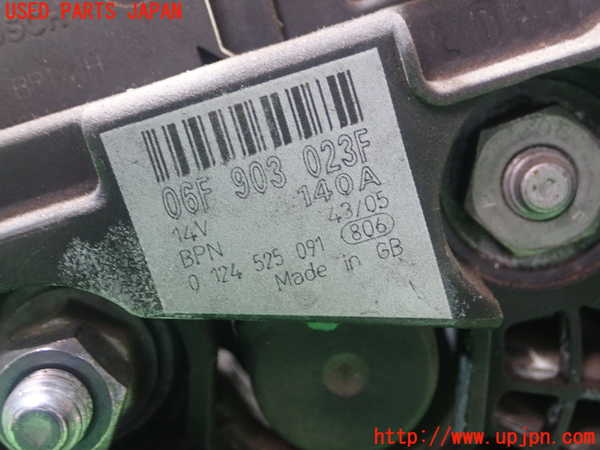 USED PARTS JAPAN
06F 903 023F
14V 140A
BPN 43/05
0 124 525 091 806
Made in GB
http://www.upjpn.com